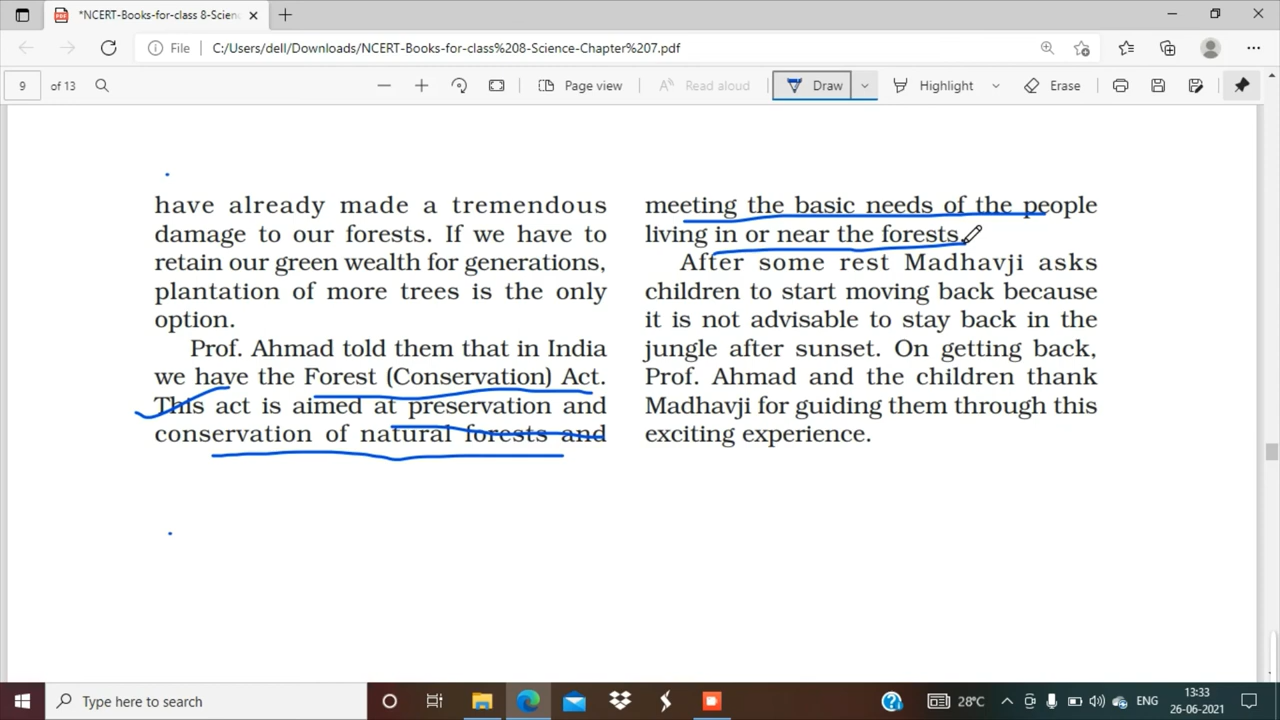 *NCERT-Books-for-class 8-Scien
File C:/Users/dell/Downloads/NCERT-Books-for-class%208-Science-Chapter%207.pdf
9 of 13 Page view Read aloud Draw Highlight Erase
have already made a tremendous
damage to our forests. If we have to
retain our green wealth for generations,
plantation of more trees is the only
option.
Prof. Ahmad told them that in India
we have the Forest (Conservation) Act.
This act is aimed at preservation and
conservation of natural forests and
meeting the basic needs of the people
living in or near the forests.
After some rest Madhavji asks
children to start moving back because
it is not advisable to stay back in the
jungle after sunset. On getting back,
Prof. Ahmad and the children thank
Madhavji for guiding them through this
exciting experience.
Type here to search 28°C ENG 13:33
26-06-2021